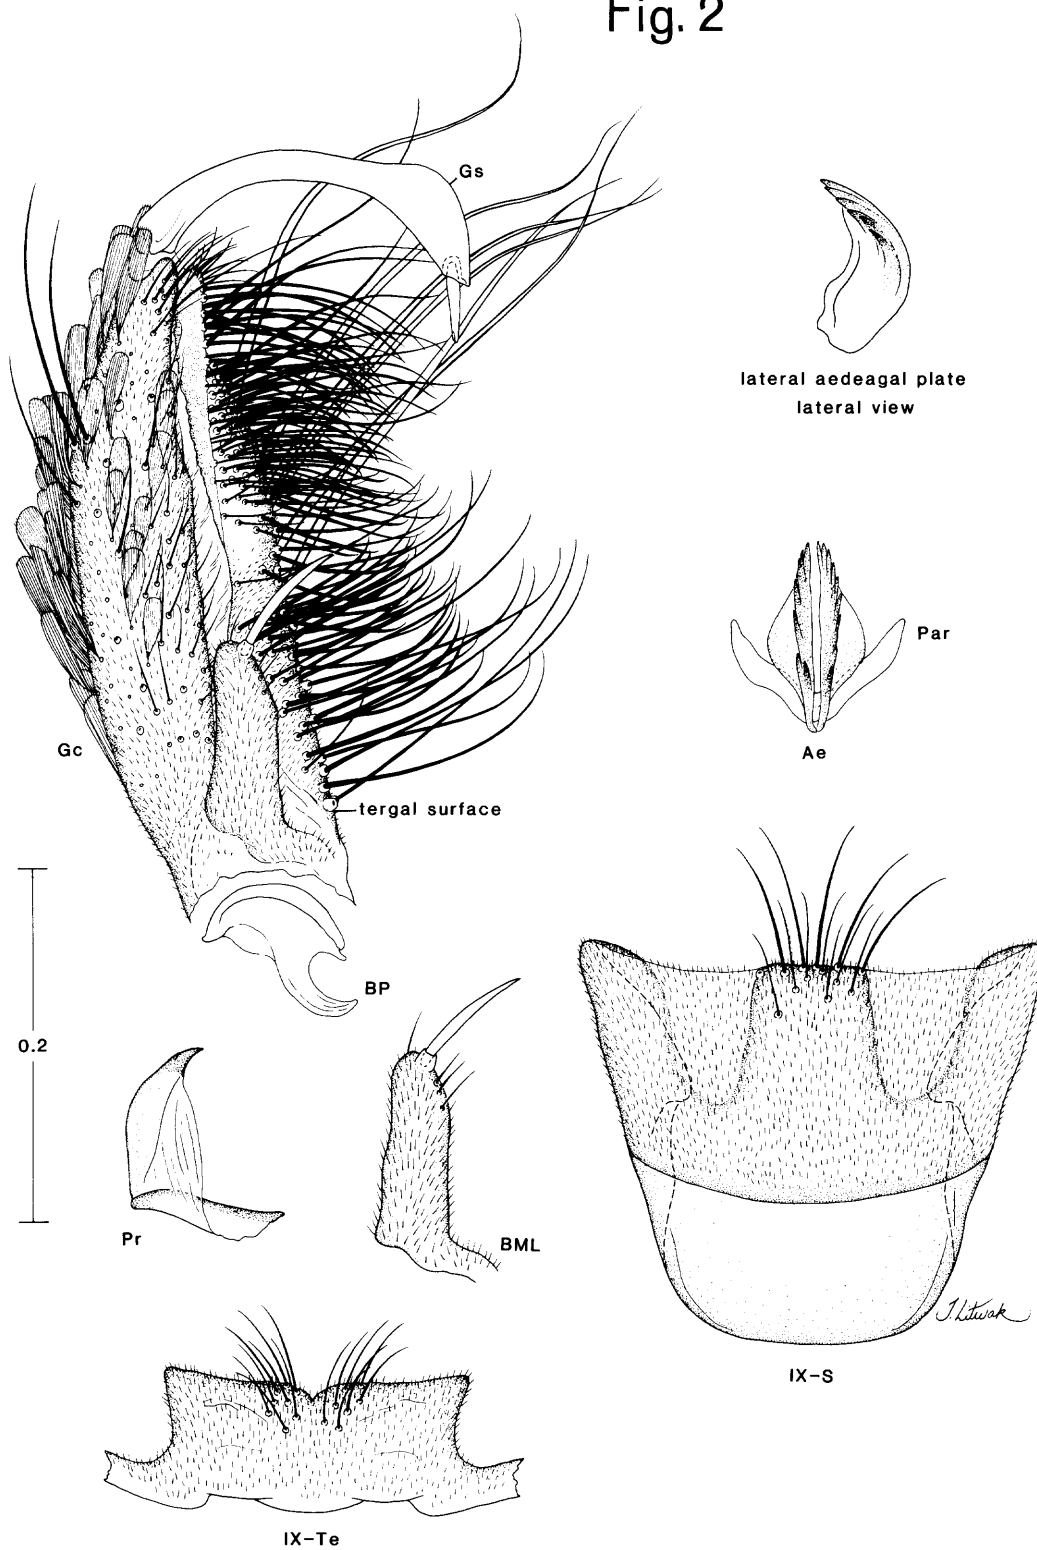 Fig. 2
Gs
lateral aedeagal plate
lateral view
Par
Ae
Gc
tergal surface
BP
0.2
Pr
BML
J. Litwak
IX-S
IX-Te